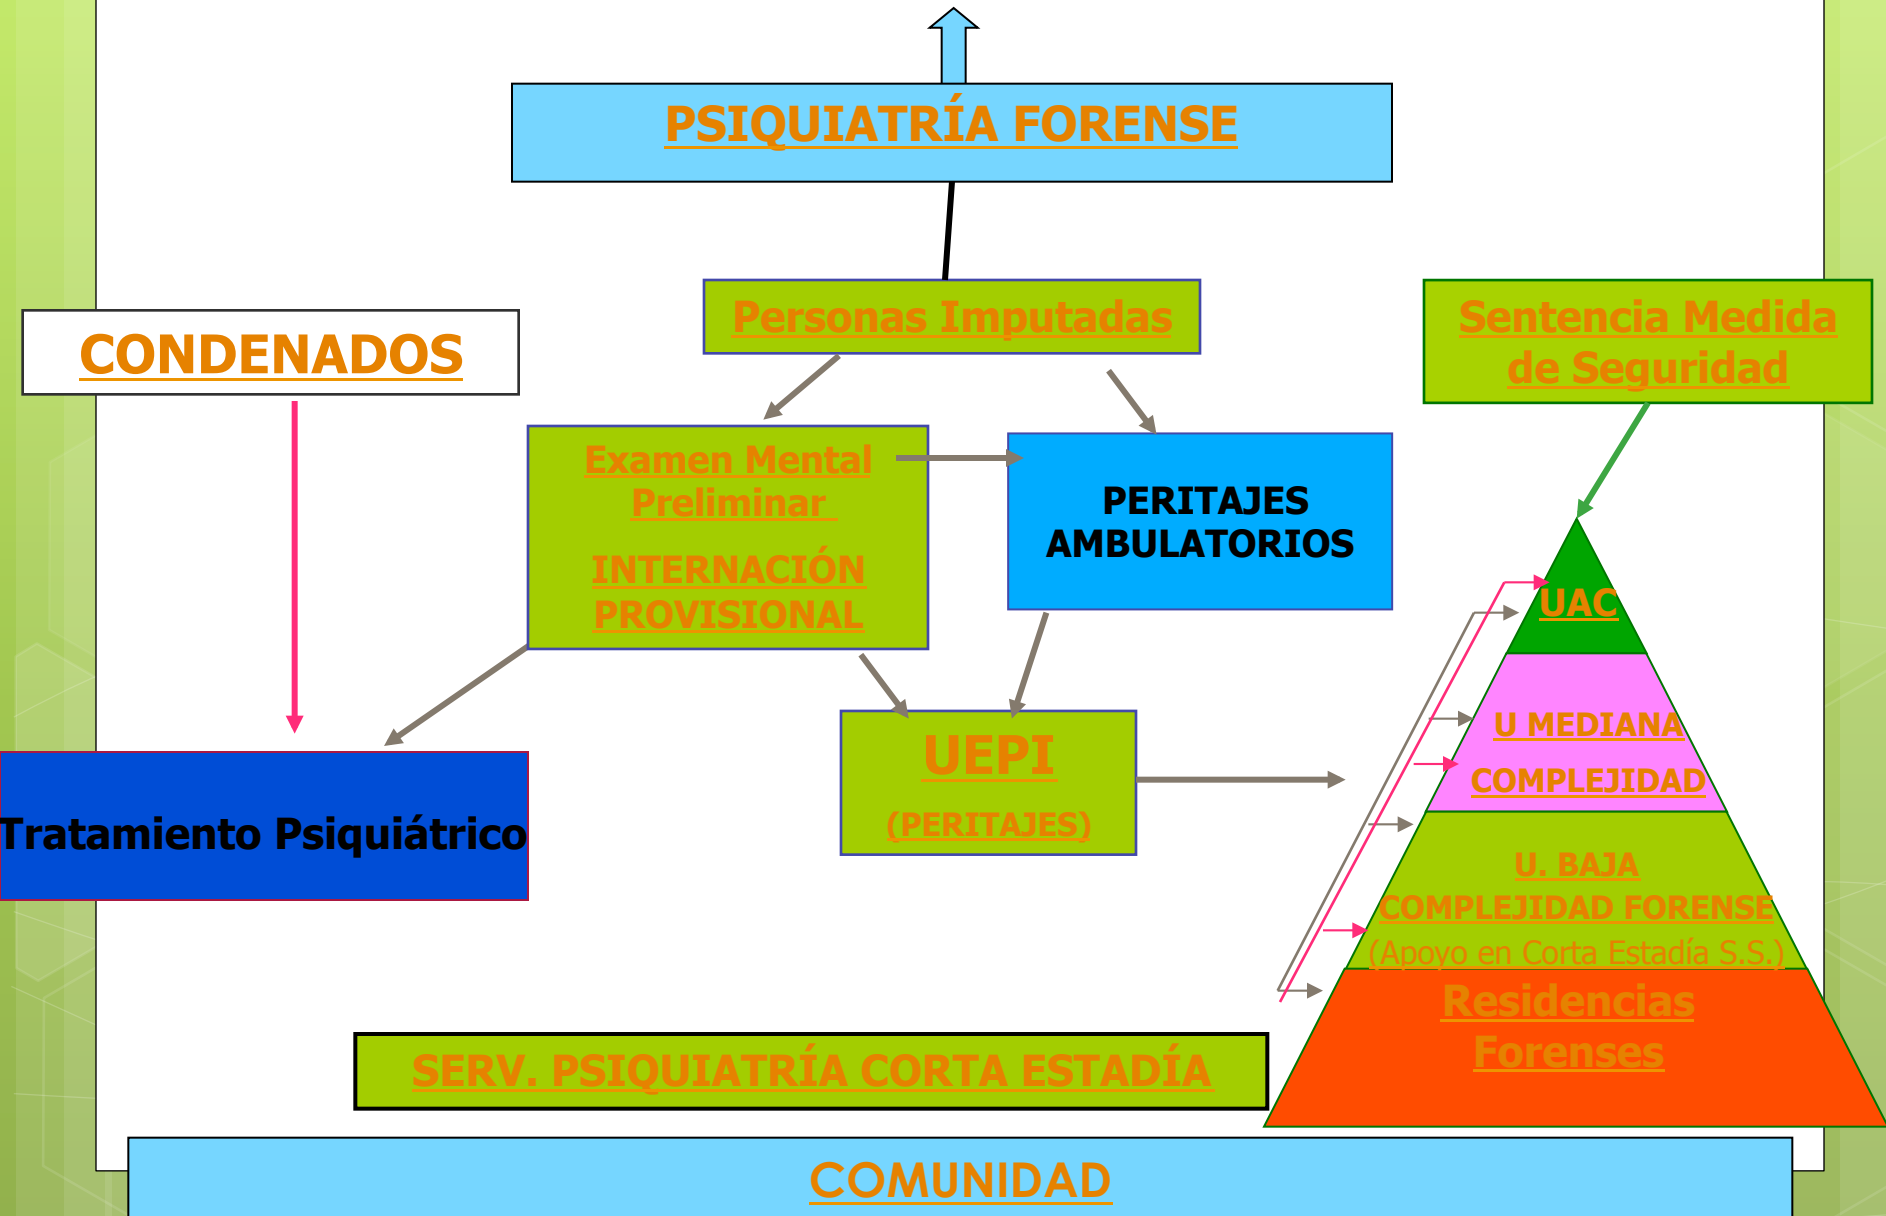 PSIQUIATRÍA FORENSE
Personas Imputadas
Sentencia Medida
de Seguridad
CONDENADOS
Examen Mental
Preliminar
INTERNACIÓN
PROVISIONAL
PERITAJES
AMBULATORIOS
UAC
U MEDIANA
COMPLEJIDAD
UEPI
(PERITAJES)
Tratamiento Psiquiátrico
U. BAJA
COMPLEJIDAD FORENSE
(Apoyo en Corta Estadía S.S.)
Residencias
Forenses
SERV. PSIQUIATRÍA CORTA ESTADÍA
COMUNIDAD